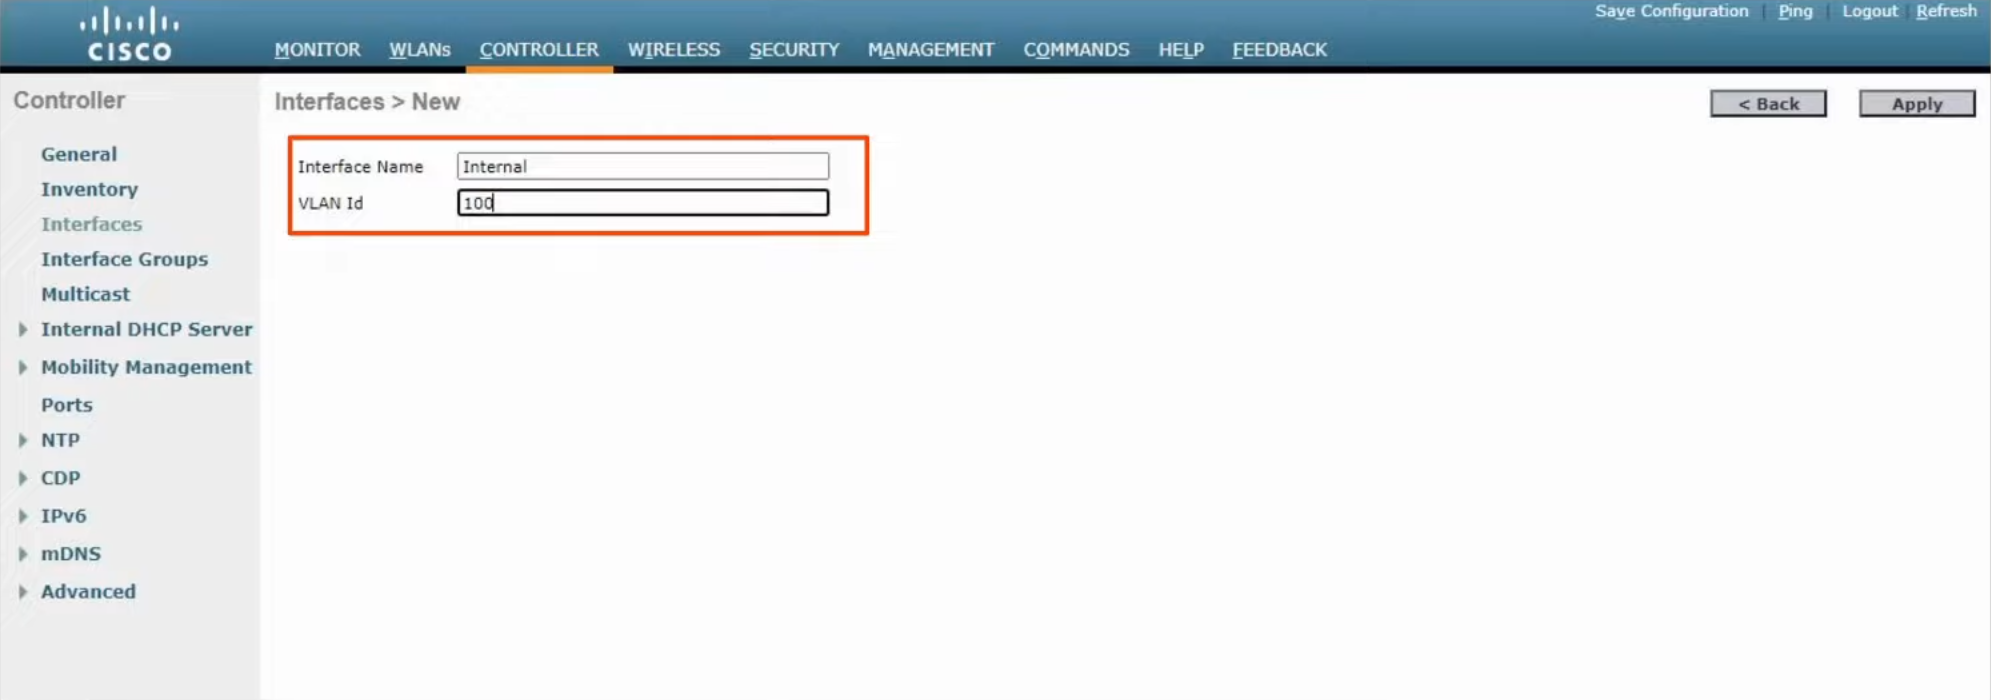 Save Configuration | Ping | Logout | Refresh
CISCO
MONITOR WLANs CONTROLLER WIRELESS SECURITY MANAGEMENT COMMANDS HELP FEEDBACK
Controller
General
Inventory
Interfaces
Interface Groups
Multicast
Internal DHCP Server
Mobility Management
Ports
NTP
CDP
IPv6
mDNS
Advanced
Interfaces > New
< Back Apply
Interface Name Internal
VLAN Id 100